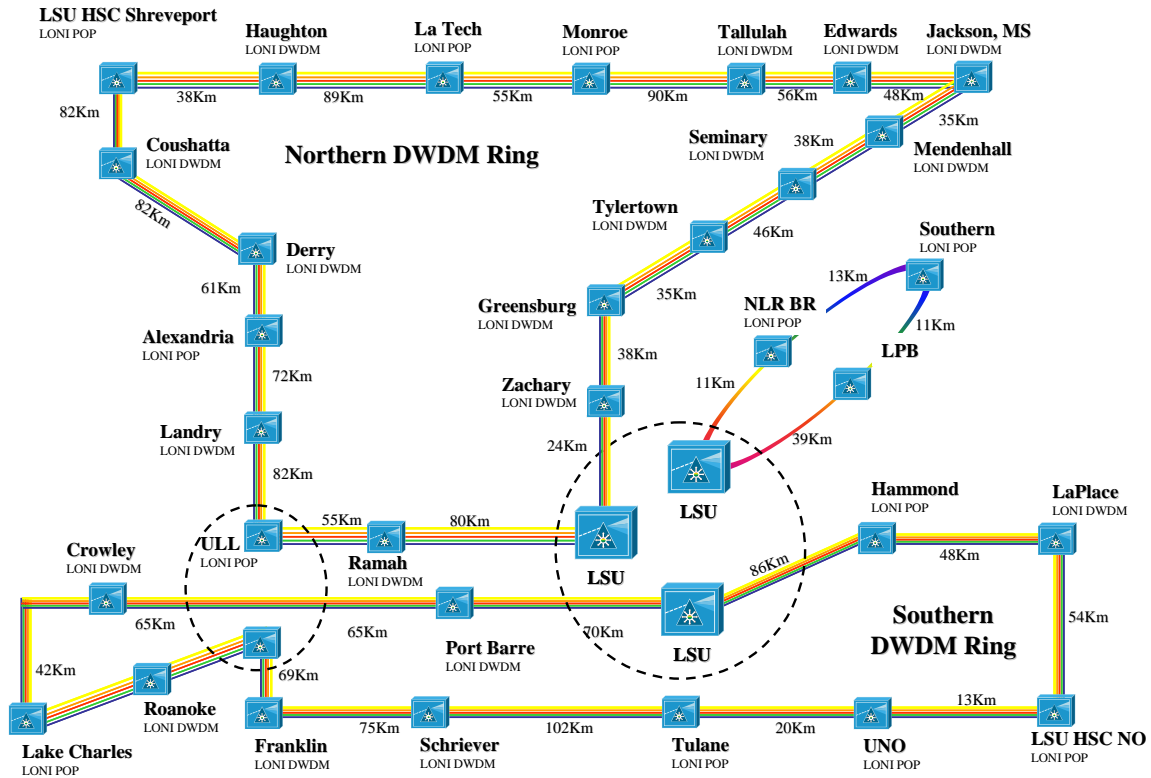 LSU HSC Shreveport
LONI POP
Haughton
LONI DWDM
La Tech
LONI POP
Monroe
LONI POP
Tallulah
LONI DWDM
Edwards
LONI DWDM
Jackson, MS
LONI DWDM
38Km
89Km
55Km
90Km
56Km
48Km
82Km
35Km
Coushatta
LONI DWDM
Northern DWDM Ring
Seminary
LONI DWDM
38Km
Mendenhall
LONI DWDM
82Km
Tylertown
LONI DWDM
46Km
Southern
LONI POP
Derry
LONI DWDM
61Km
35Km
13Km
Greensburg
LONI DWDM
NLR BR
LONI POP
11Km
Alexandria
LONI POP
38Km
LPB
72Km
Zachary
LONI DWDM
11Km
Landry
LONI DWDM
24Km
39Km
82Km
LSU
Hammond
LONI POP
LaPlace
LONI DWDM
55Km
80Km
ULL
LONI POP
Crowley
LONI DWDM
Ramah
LONI DWDM
LSU
86Km
48Km
65Km
65Km
70Km
Southern
DWDM Ring
54Km
Port Barre
LONI DWDM
LSU
42Km
69Km
Roanoke
LONI DWDM
13Km
75Km
102Km
20Km
Lake Charles
LONI POP
Franklin
LONI DWDM
Schriever
LONI DWDM
Tulane
LONI POP
UNO
LONI POP
LSU HSC NO
LONI POP